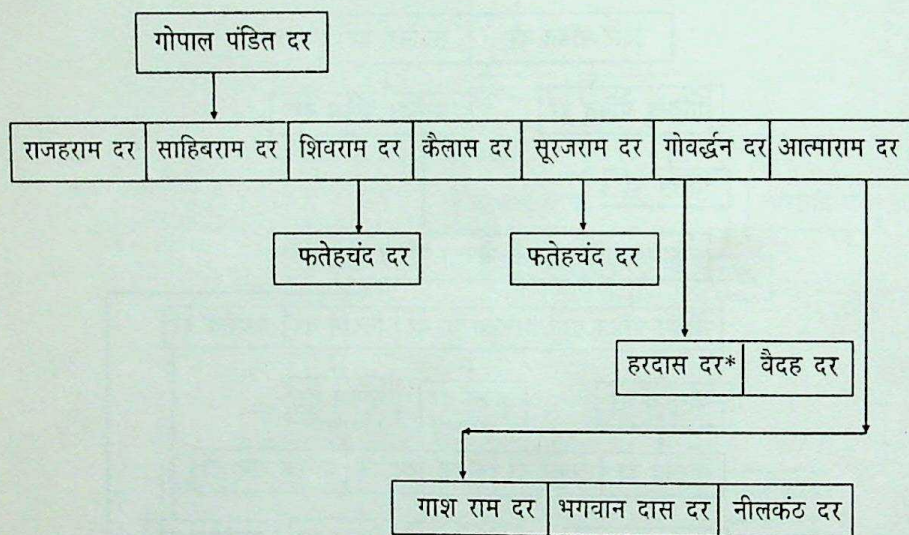 गोपाल पंडित दर
राजहराम दर साहिबराम दर शिवराम दर कैलास दर सूरजराम दर गोवर्द्धन दर आत्माराम दर
फतेहचंद दर फतेहचंद दर
हरदास दर* वैदह दर
गाश राम दर भगवान दास दर नीलकंठ दर